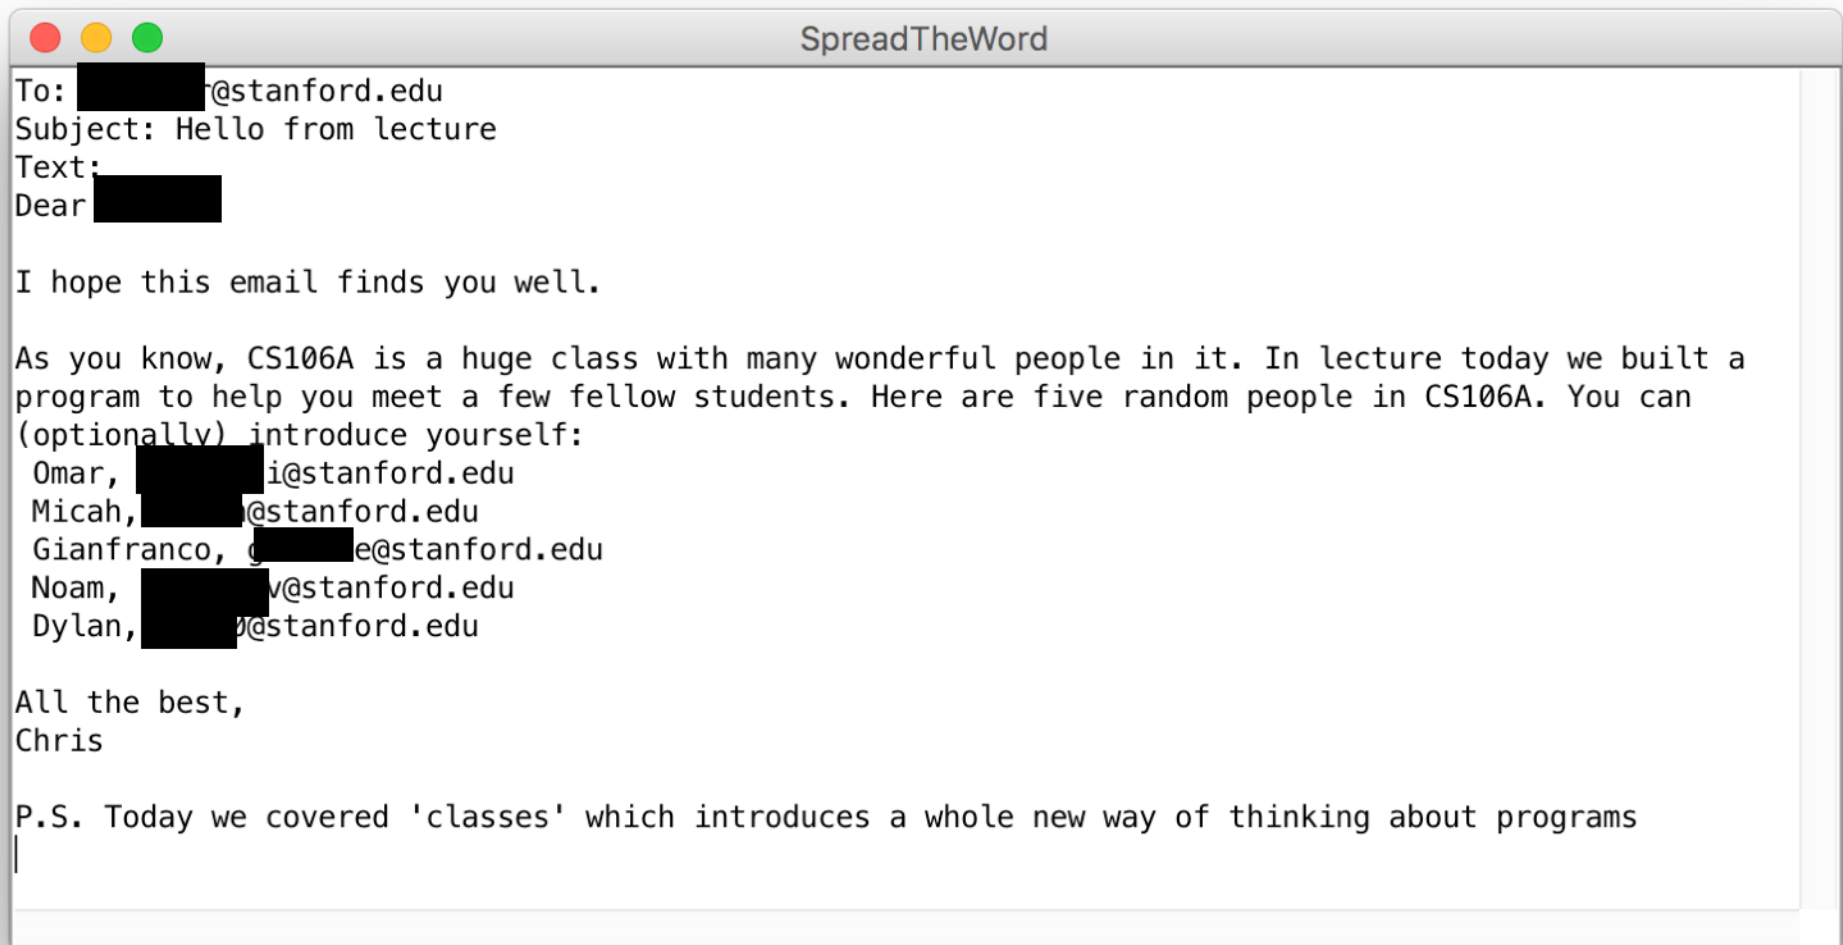 SpreadTheWord
To: r@stanford.edu
Subject: Hello from lecture
Text:
Dear
I hope this email finds you well.
As you know, CS106A is a huge class with many wonderful people in it. In lecture today we built a
program to help you meet a few fellow students. Here are five random people in CS106A. You can
(optionally) introduce yourself:
Omar, i@stanford.edu
Micah, @stanford.edu
Gianfranco, g e@stanford.edu
Noam, v@stanford.edu
Dylan, 0@stanford.edu
All the best,
Chris
P.S. Today we covered 'classes' which introduces a whole new way of thinking about programs